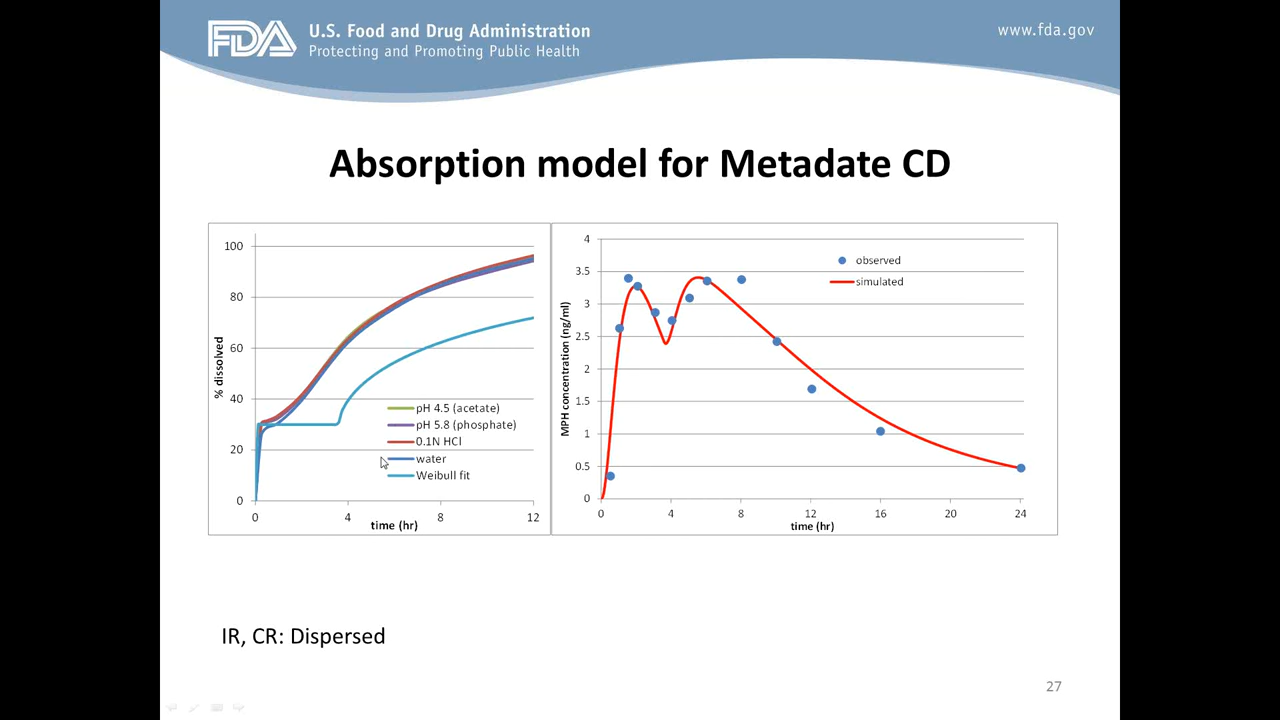 FDA
U.S. Food and Drug Administration
Protecting and Promoting Public Health
www.fda.gov
Absorption model for Metadate CD
100
80
60
40
20
0
% dissolved
0 4 8 12
time (hr)
pH 4.5 (acetate)
pH 5.8 (phosphate)
0.1N HCl
water
Weibull fit
4
3.5
3
2.5
2
1.5
1
0.5
0
MPH concentration (ng/ml)
0 4 8 12 16 20 24
time (hr)
observed
simulated
IR, CR: Dispersed
27